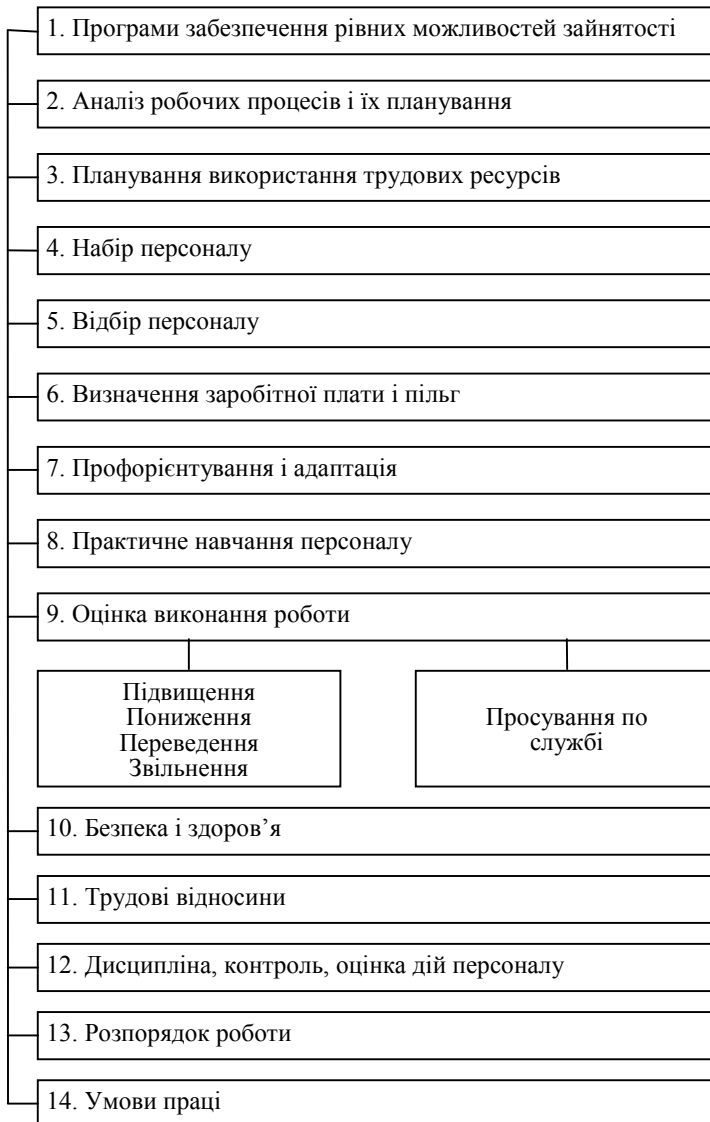 1. Програми забезпечення рівних можливостей зайнятості
2. Аналіз робочих процесів і їх планування
3. Планування використання трудових ресурсів
4. Набір персоналу
5. Відбір персоналу
6. Визначення заробітної плати і пільг
7. Профорієнтування і адаптація
8. Практичне навчання персоналу
9. Оцінка виконання роботи
Підвищення
Пониження
Переведення
Звільнення
Просування по
службі
10. Безпека і здоров’я
11. Трудові відносини
12. Дисципліна, контроль, оцінка дій персоналу
13. Розпорядок роботи
14. Умови праці